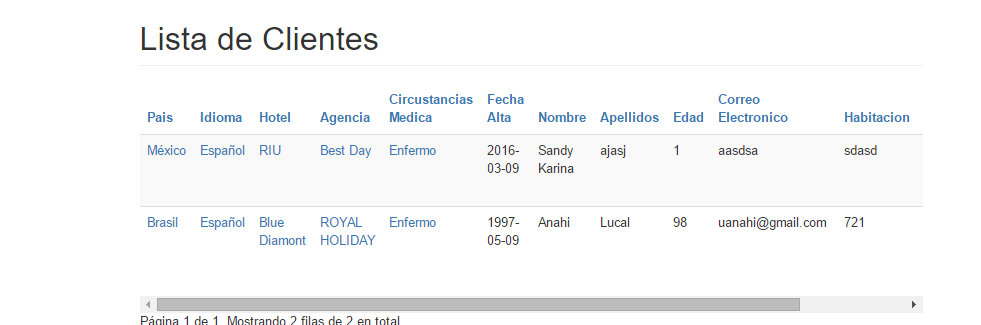 Lista de Clientes
Circustancias Fecha Correo
Pais Idioma Hotel Agencia Medica Alta Nombre Apellidos Edad Electronico Habitacion
México Español RIU Best Day Enfermo 2016- Sandy ajasj 1 aasdsa sdasd
03-09 Karina
Brasil Español Blue ROYAL Enfermo 1997- Anahi Lucal 98 uanahi@gmail.com 721
Diamont HOLIDAY 05-09
Página 1 de 1. Mostrando 2 filas de 2 en total